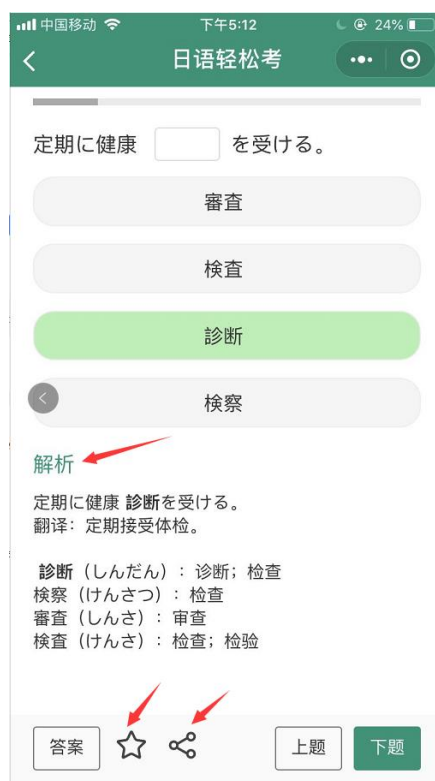 中国移动 下午5:12 24%
日语轻松考
定期に健康 を受ける。
審査
検査
診断
検察
解析
定期に健康 診断を受ける。
翻译：定期接受体检。
診断（しんだん）：诊断；检查
検察（けんさつ）：检查
審査（しんさ）：审查
検査（けんさ）：检查；检验
答案 上题 下题